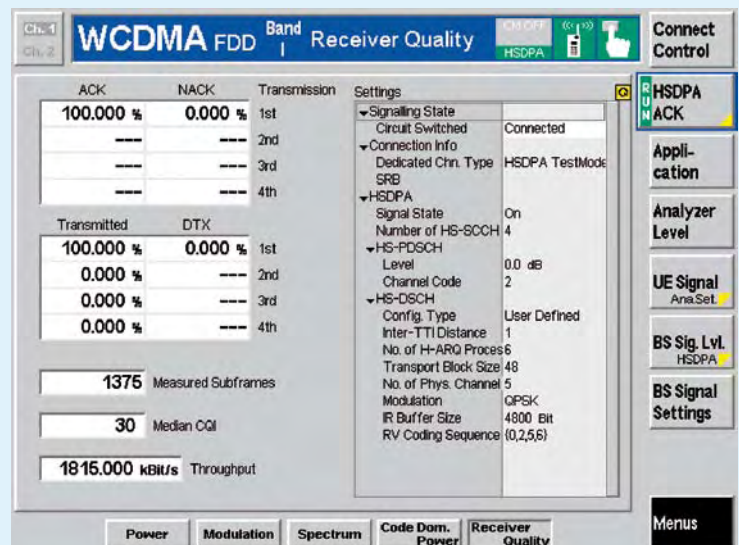 Ch. 1
Ch. 2
WCDMA FDD Band I Receiver Quality
CM OFF
HSDPA
Connect Control
ACK NACK Transmission
100.000 % 0.000 % 1st
--- --- 2nd
--- --- 3rd
--- --- 4th
Transmitted DTX
100.000 % 0.000 % 1st
0.000 % --- 2nd
0.000 % --- 3rd
0.000 % --- 4th
1375 Measured Subframes
30 Median CQI
1815.000 kBit/s Throughput
Settings
Signalling State
Circuit Switched Connected
Connection Info
Dedicated Chn. Type HSDPA TestMode
SRB
HSDPA
Signal State On
Number of HS-SCCH 4
HS-PDSCH
Level 0.0 dB
Channel Code 2
HS-DSCH
Config. Type User Defined
Inter-TTI Distance 1
No. of H-ARQ Proces 6
Transport Block Size 48
No. of Phys. Channel 5
Modulation QPSK
IR Buffer Size 4800 Bit
RV Coding Sequence {0,2,5,6}
RUN
HSDPA ACK
Appli-
cation
Analyzer
Level
UE Signal
Ana.Set.
BS Sig. Lvl.
HSDPA
BS Signal
Settings
Menus
Power
Modulation
Spectrum
Code Dom.
Power
Receiver
Quality